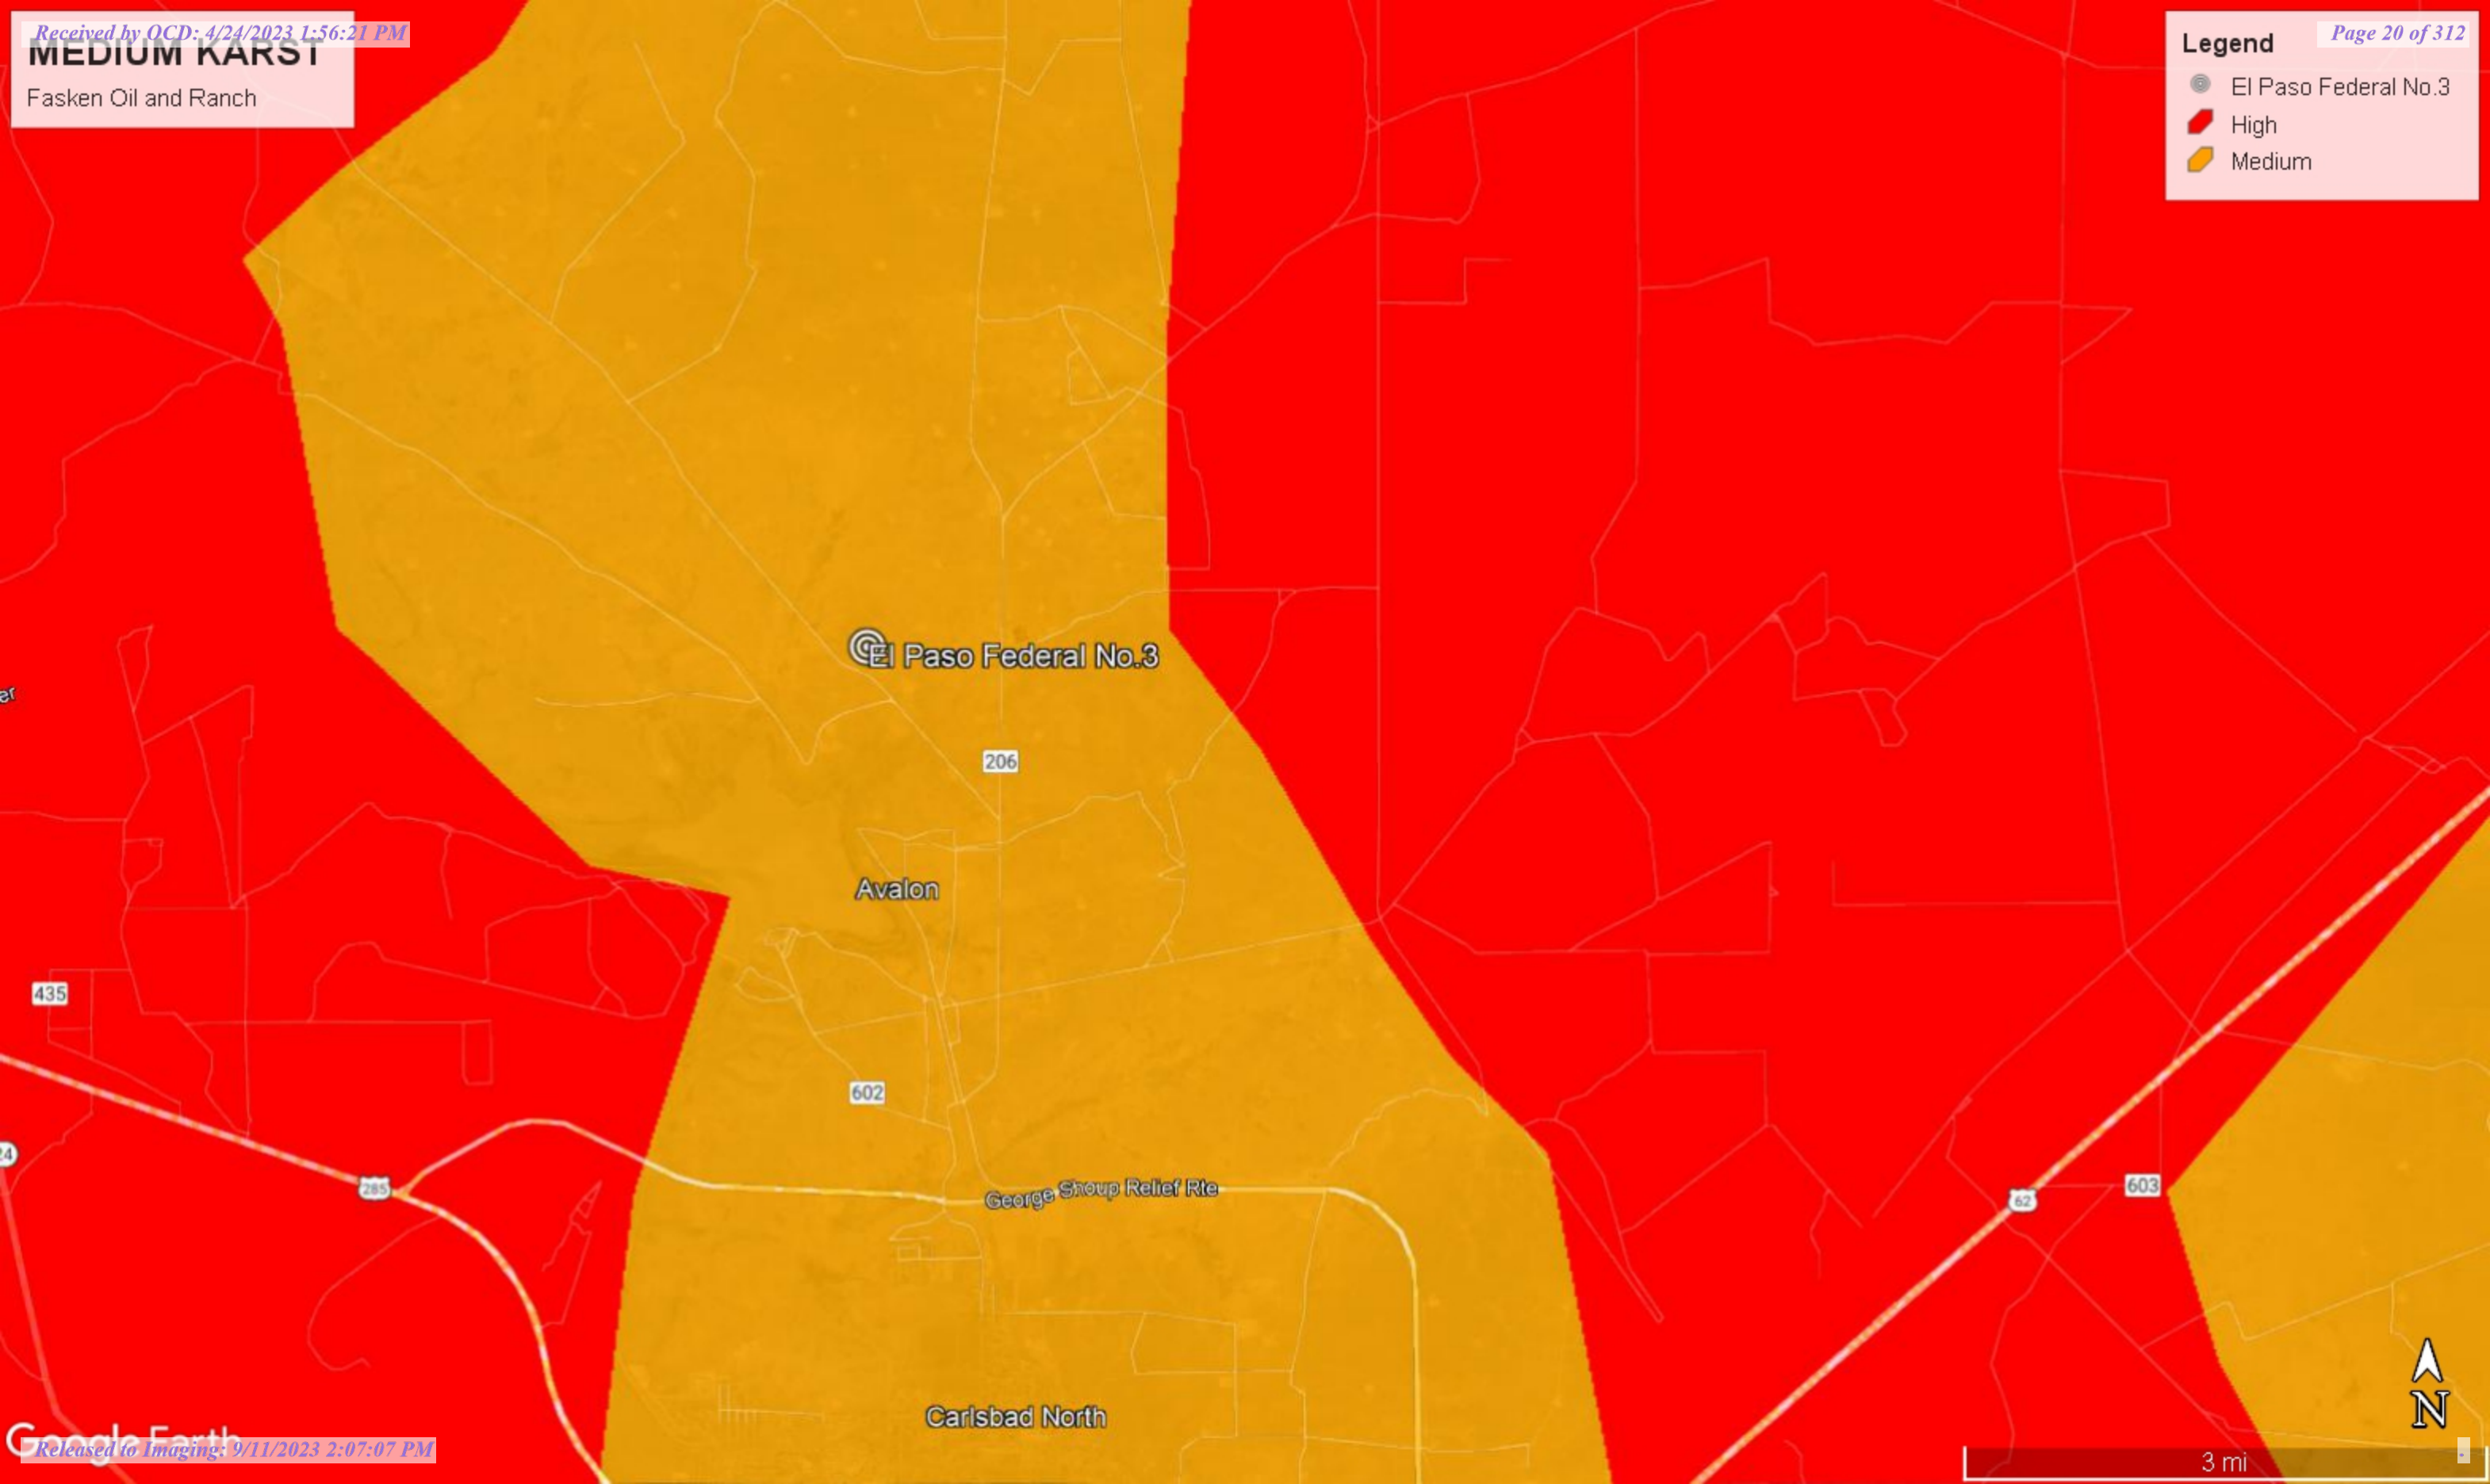 Received by OCD: 4/24/2023 1:56:21 PM
Page 20 of 312
MEDIUM KARST
Fasken Oil and Ranch
Legend
El Paso Federal No.3
High
Medium
El Paso Federal No.3
er
206
Avalon
435
602
24
285
George Shoup Relief Rte
603
62
Carlsbad North
N
Google Earth
Released to Imaging: 9/11/2023 2:07:07 PM
3 mi